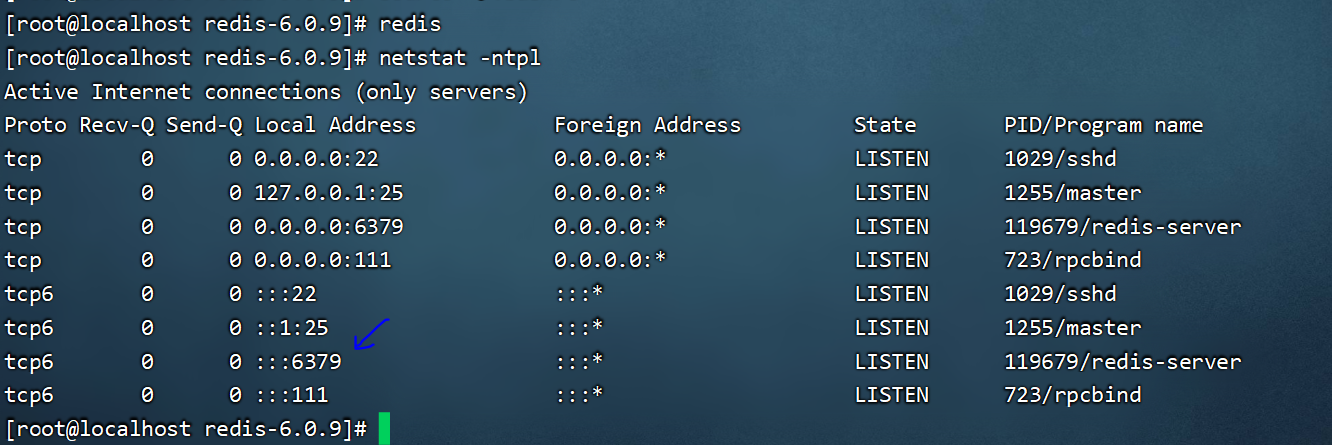 [root@localhost redis-6.0.9]# redis
[root@localhost redis-6.0.9]# netstat -ntpl
Active Internet connections (only servers)
Proto Recv-Q Send-Q Local Address           Foreign Address         State       PID/Program name
tcp        0      0 0.0.0.0:22              0.0.0.0:*               LISTEN      1029/sshd
tcp        0      0 127.0.0.1:25            0.0.0.0:*               LISTEN      1255/master
tcp        0      0 0.0.0.0:6379            0.0.0.0:*               LISTEN      119679/redis-server
tcp        0      0 0.0.0.0:111             0.0.0.0:*               LISTEN      723/rpcbind
tcp6       0      0 :::22                   :::*                    LISTEN      1029/sshd
tcp6       0      0 ::1:25                  :::*                    LISTEN      1255/master
tcp6       0      0 :::6379                 :::*                    LISTEN      119679/redis-server
tcp6       0      0 :::111                  :::*                    LISTEN      723/rpcbind
[root@localhost redis-6.0.9]#